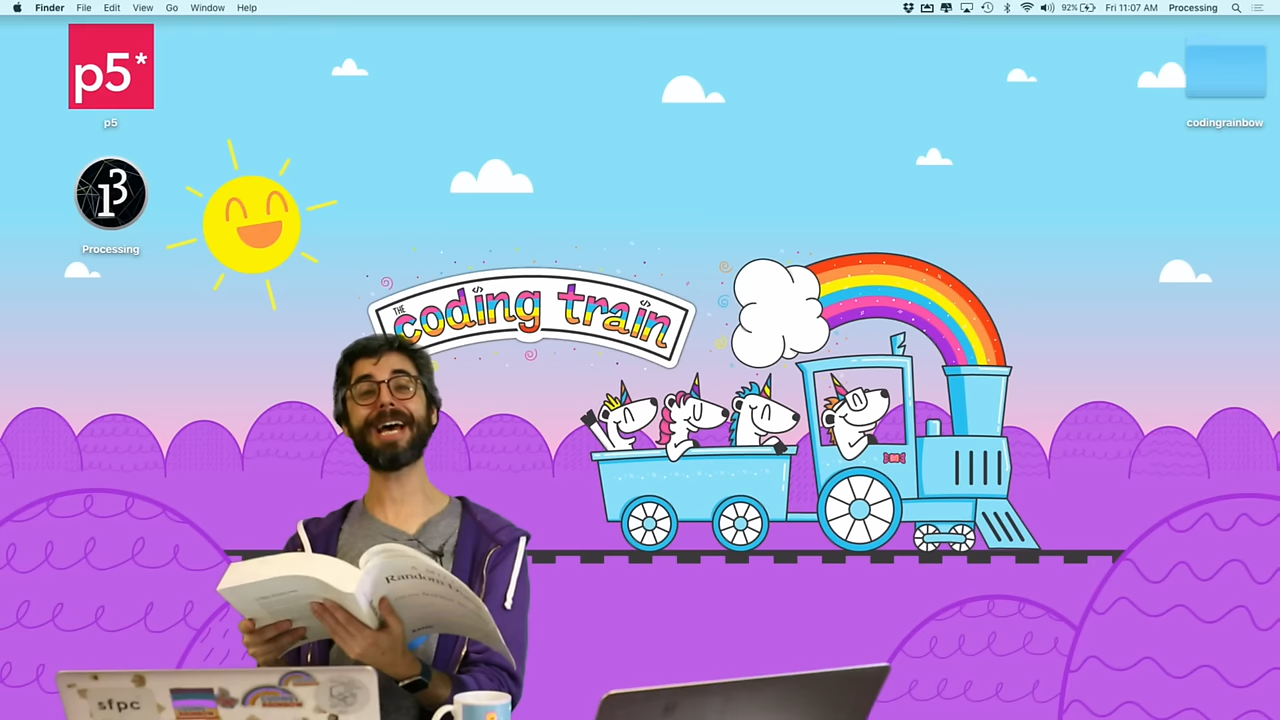 Finder File Edit View Go Window Help
92% Fri 11:07 AM Processing
p5*
p5
codingrainbow
Processing
THE
coding train
Random
sfpc